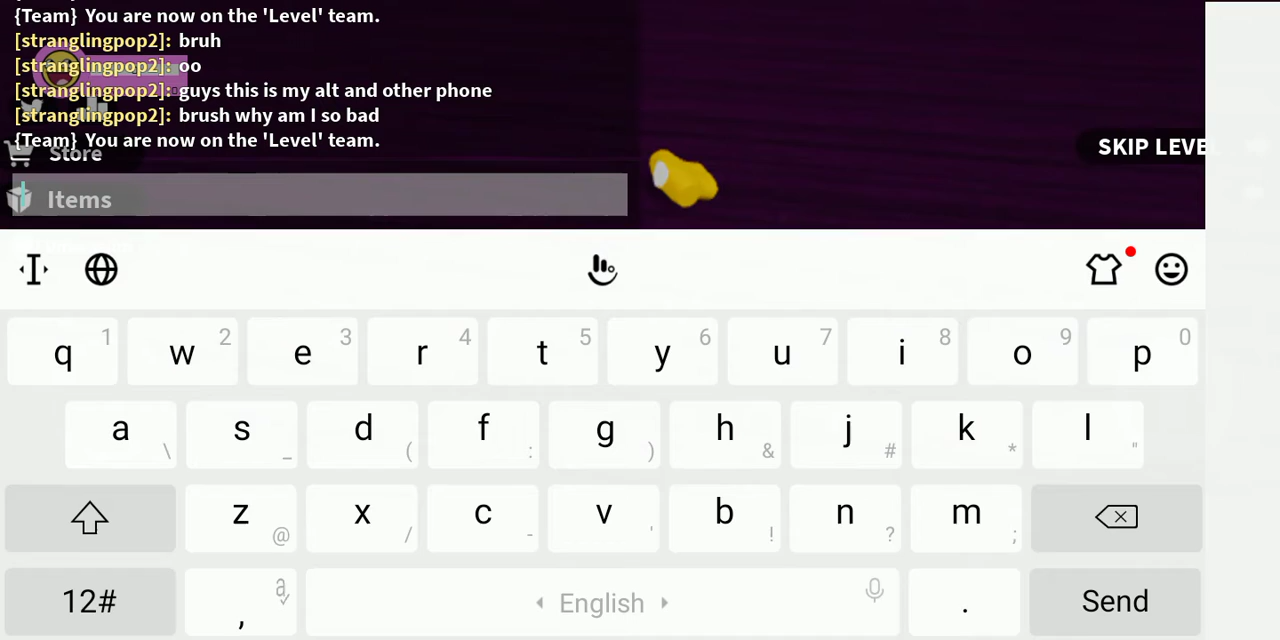 {Team} You are now on the 'Level' team.
[stranglingpop2]: bruh
[stranglingpop2]: oo
[stranglingpop2]: guys this is my alt and other phone
[stranglingpop2]: brush why am I so bad
{Team} You are now on the 'Level' team.
Store
SKIP LEVEL
Items
q 1 w 2 e 3 r 4 t 5 y 6 u 7 i 8 o 9 p 0
a \ s _ d ( f : g ) h & j # k * l "
z @ x / c - v ' b ! n ? m ;
12# , a English . Send